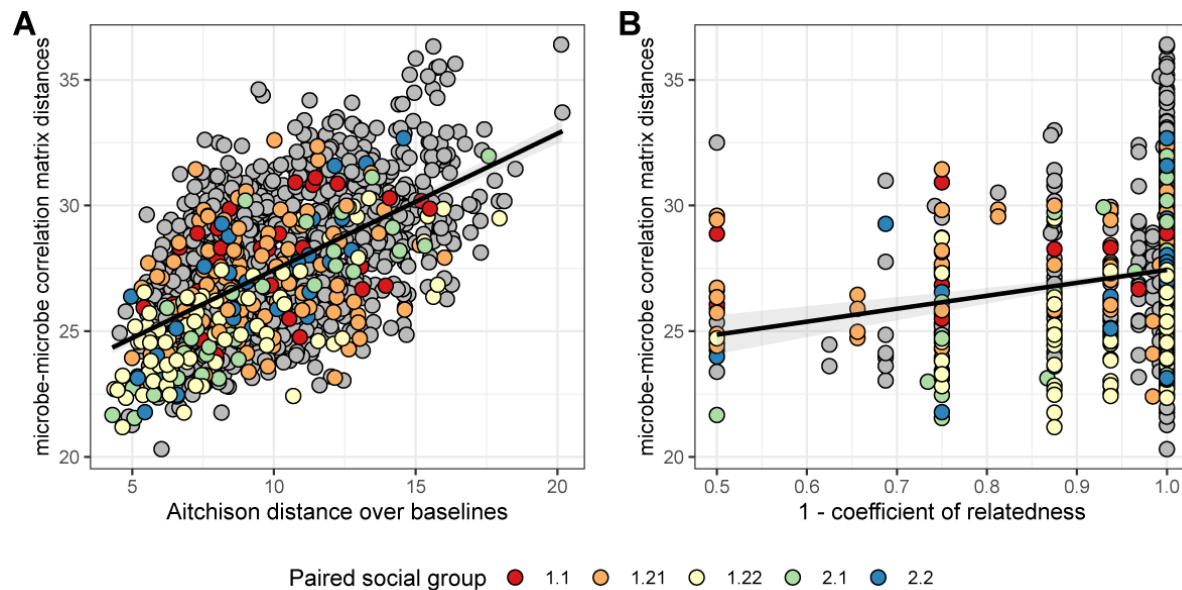 A
microbe-microbe correlation matrix distances
35
30
25
20
5
10
15
20
Aitchison distance over baselines
B
microbe-microbe correlation matrix distances
35
30
25
20
0.5
0.6
0.7
0.8
0.9
1.0
1 - coefficient of relatedness
Paired social group 1.1 1.21 1.22 2.1 2.2